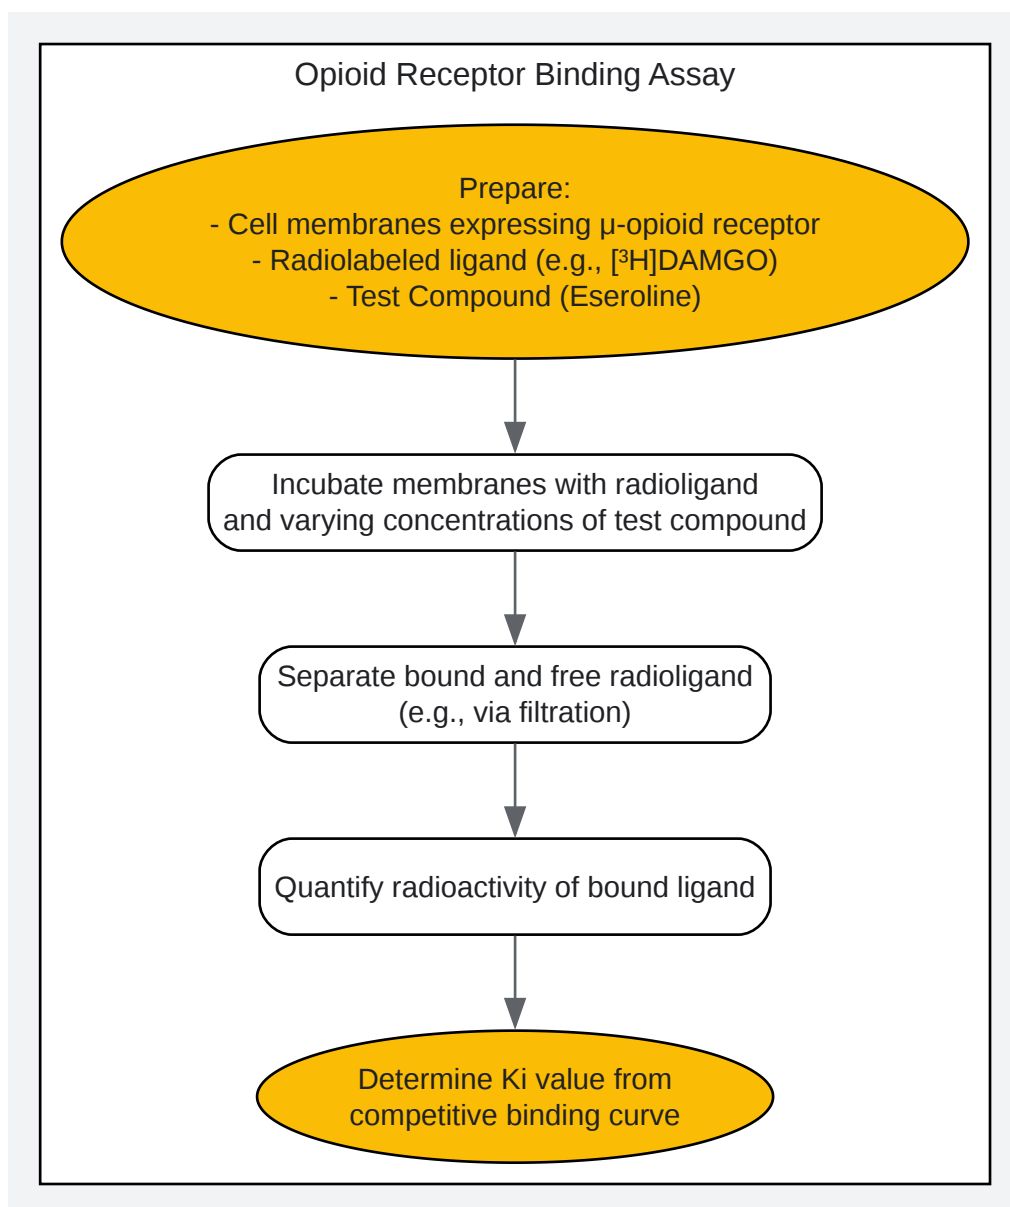 Opioid Receptor Binding Assay
Prepare:
- Cell membranes expressing μ-opioid receptor
- Radiolabeled ligand (e.g., [³H]DAMGO)
- Test Compound (Eseroline)
Incubate membranes with radioligand
and varying concentrations of test compound
Separate bound and free radioligand
(e.g., via filtration)
Quantify radioactivity of bound ligand
Determine Ki value from
competitive binding curve